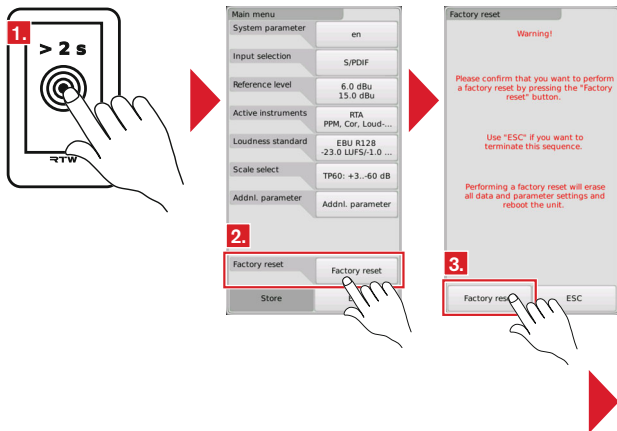 1.
> 2 s
RTW
Main menu
System parameter
en
Input selection
S/PDIF
Reference level
6.0 dBu
15.0 dBu
Active instruments
RTA
PPM, Cor, Loud-...
Loudness standard
EBU R128
-23.0 LUFS/-1.0 ...
Scale select
TP60: +3..-60 dB
Addnl. parameter
Addnl. parameter
2.
Factory reset
Factory reset
Store
Factory reset
Warning!
Please confirm that you want to perform
a factory reset by pressing the "Factory
reset" button.
Use "ESC" if you want to
terminate this sequence.
Performing a factory reset will erase
all data and parameter settings and
reboot the unit.
3.
Factory reset
ESC